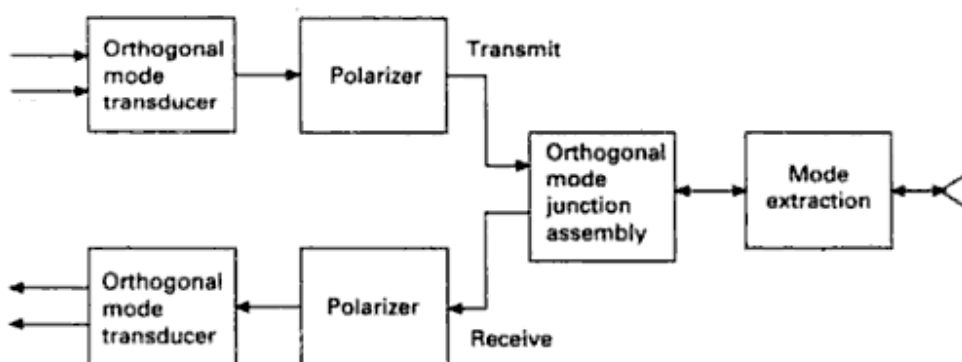 Orthogonal
mode
transducer
Polarizer
Transmit
Orthogonal
mode
junction
assembly
Mode
extraction
Orthogonal
mode
transducer
Polarizer
Receive